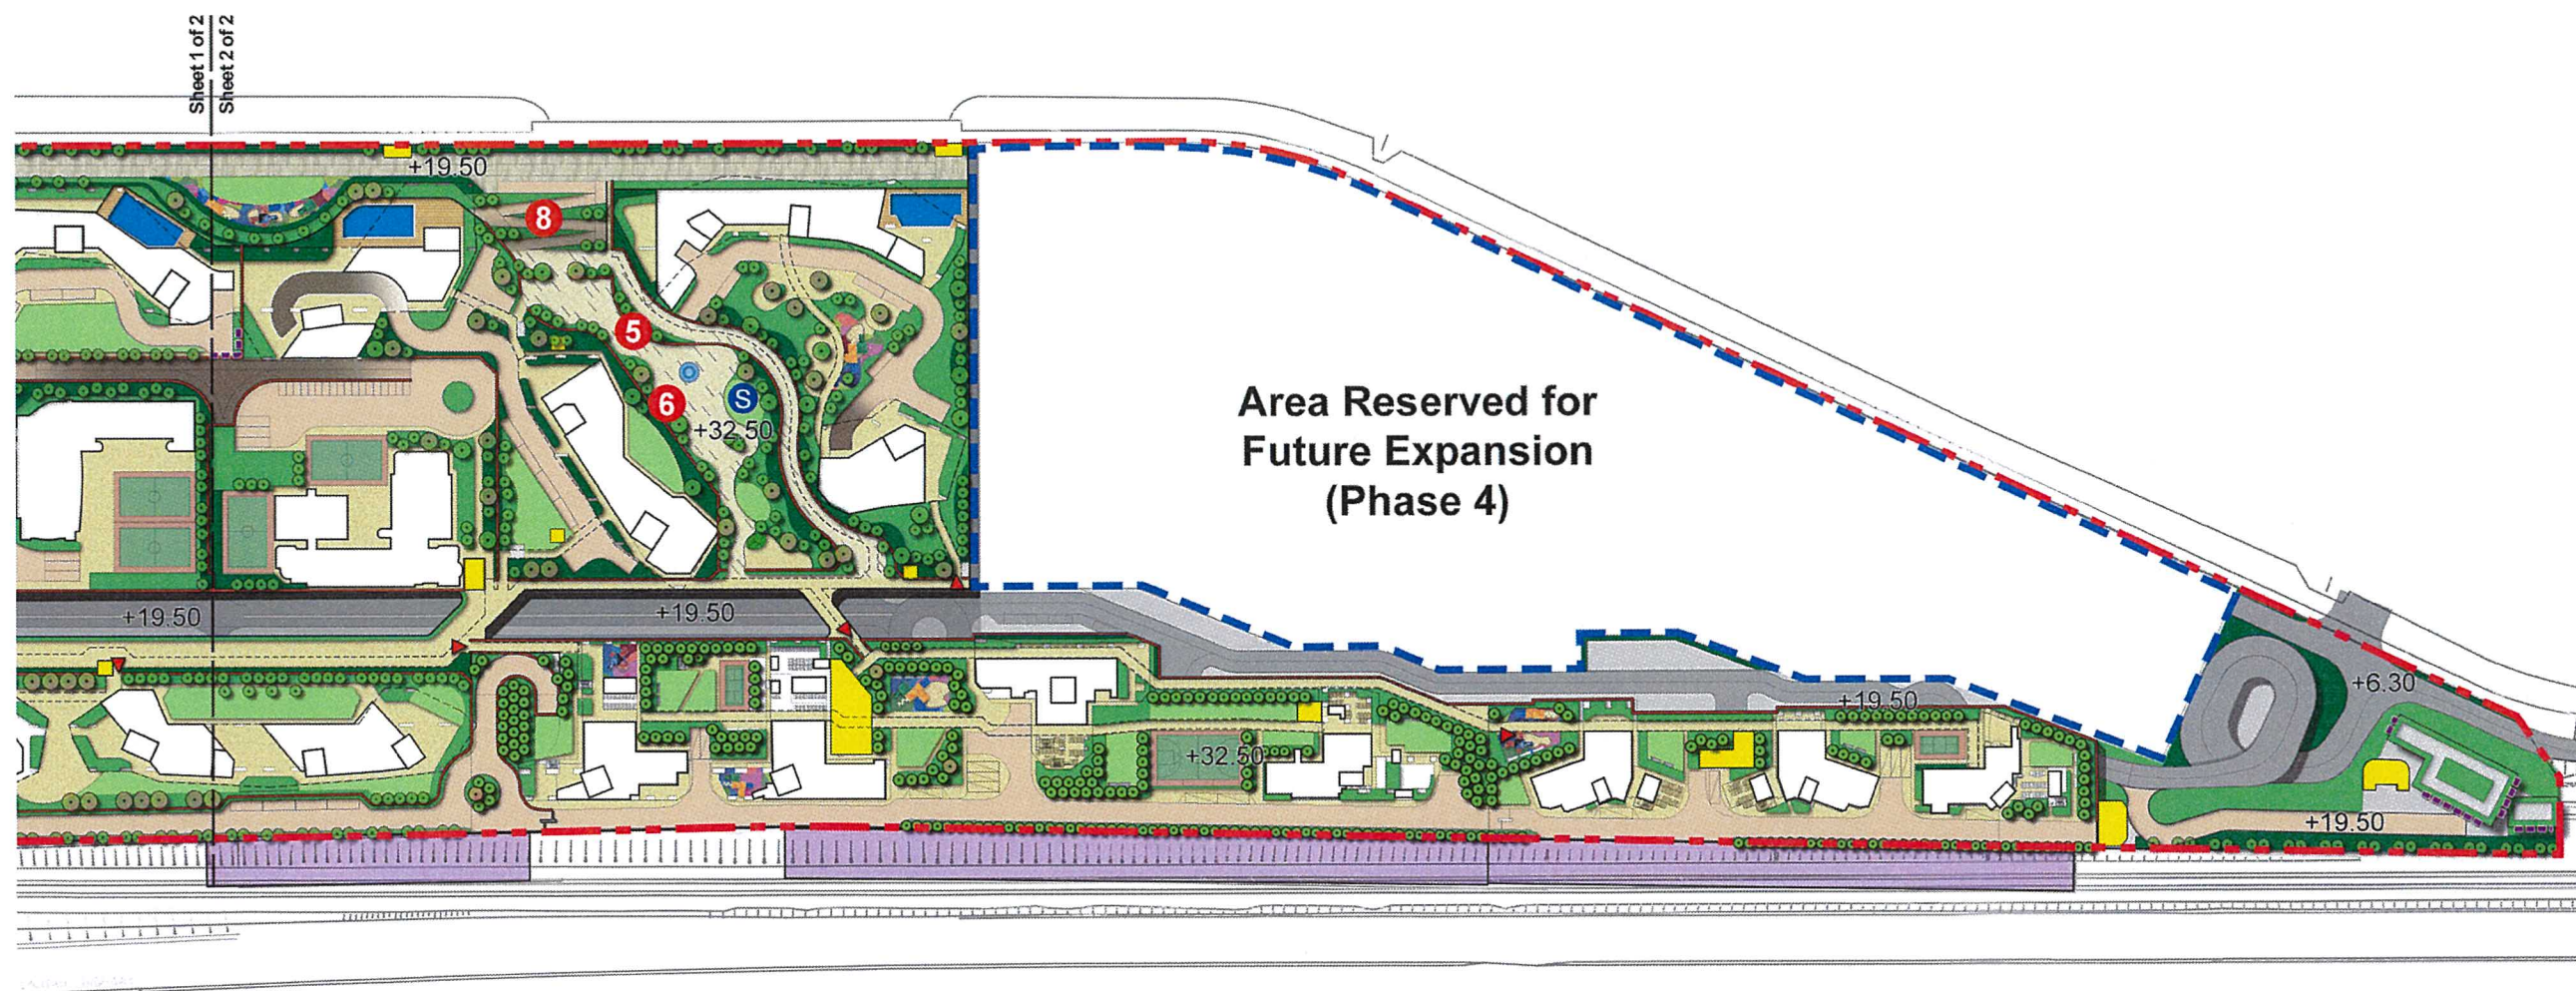 Sheet 1 of 2
Sheet 2 of 2
+19.50
8
5
6
S
+32.50
Area Reserved for
Future Expansion
(Phase 4)
+19.50
+19.50
+6.30
+19.50
+32.50
+19.50